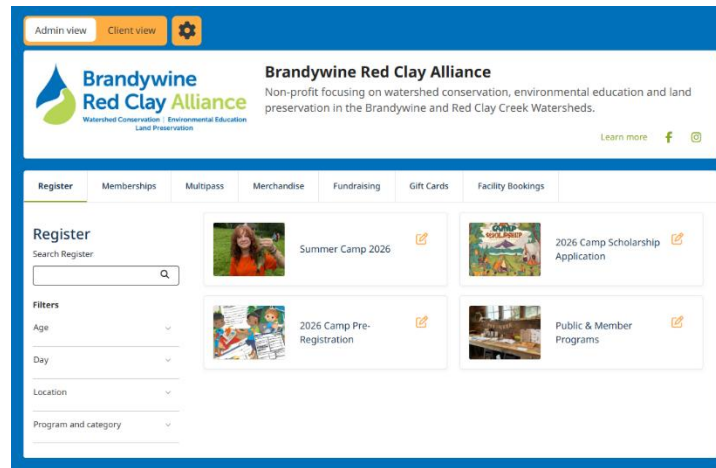 Admin view
Client view
Brandywine
Red Clay Alliance
Watershed Conservation | Environmental Education
Land Preservation
Brandywine Red Clay Alliance
Non-profit focusing on watershed conservation, environmental education and land
preservation in the Brandywine and Red Clay Creek Watersheds.
Learn more
Register
Memberships
Multipass
Merchandise
Fundraising
Gift Cards
Facility Bookings
Register
Search Register
Filters
Age
Day
Location
Program and category
Summer Camp 2026
CAMP
SCHOLARSHIP
2026 Camp Scholarship
Application
2026 Camp Pre-
Registration
Public & Member
Programs